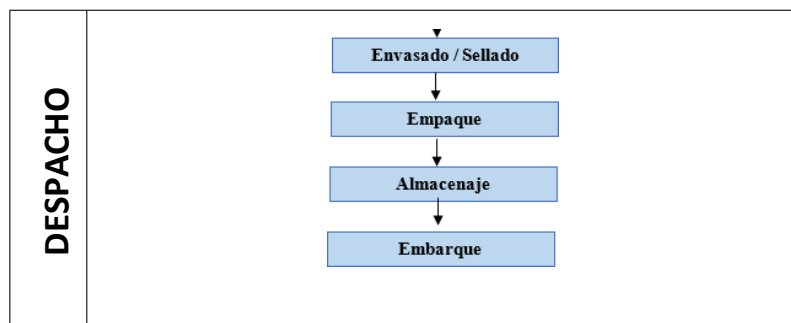 DESPACHO
Envasado / Sellado
Empaque
Almacenaje
Embarque